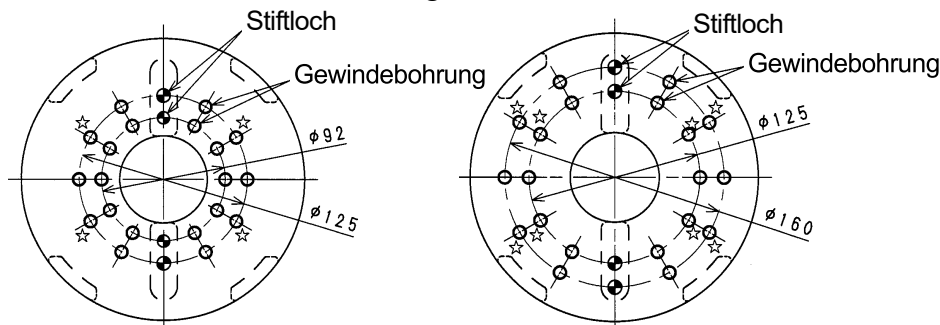 Stiftloch
Gewindebohrung
φ92
φ125
Stiftloch
Gewindebohrung
φ125
φ160